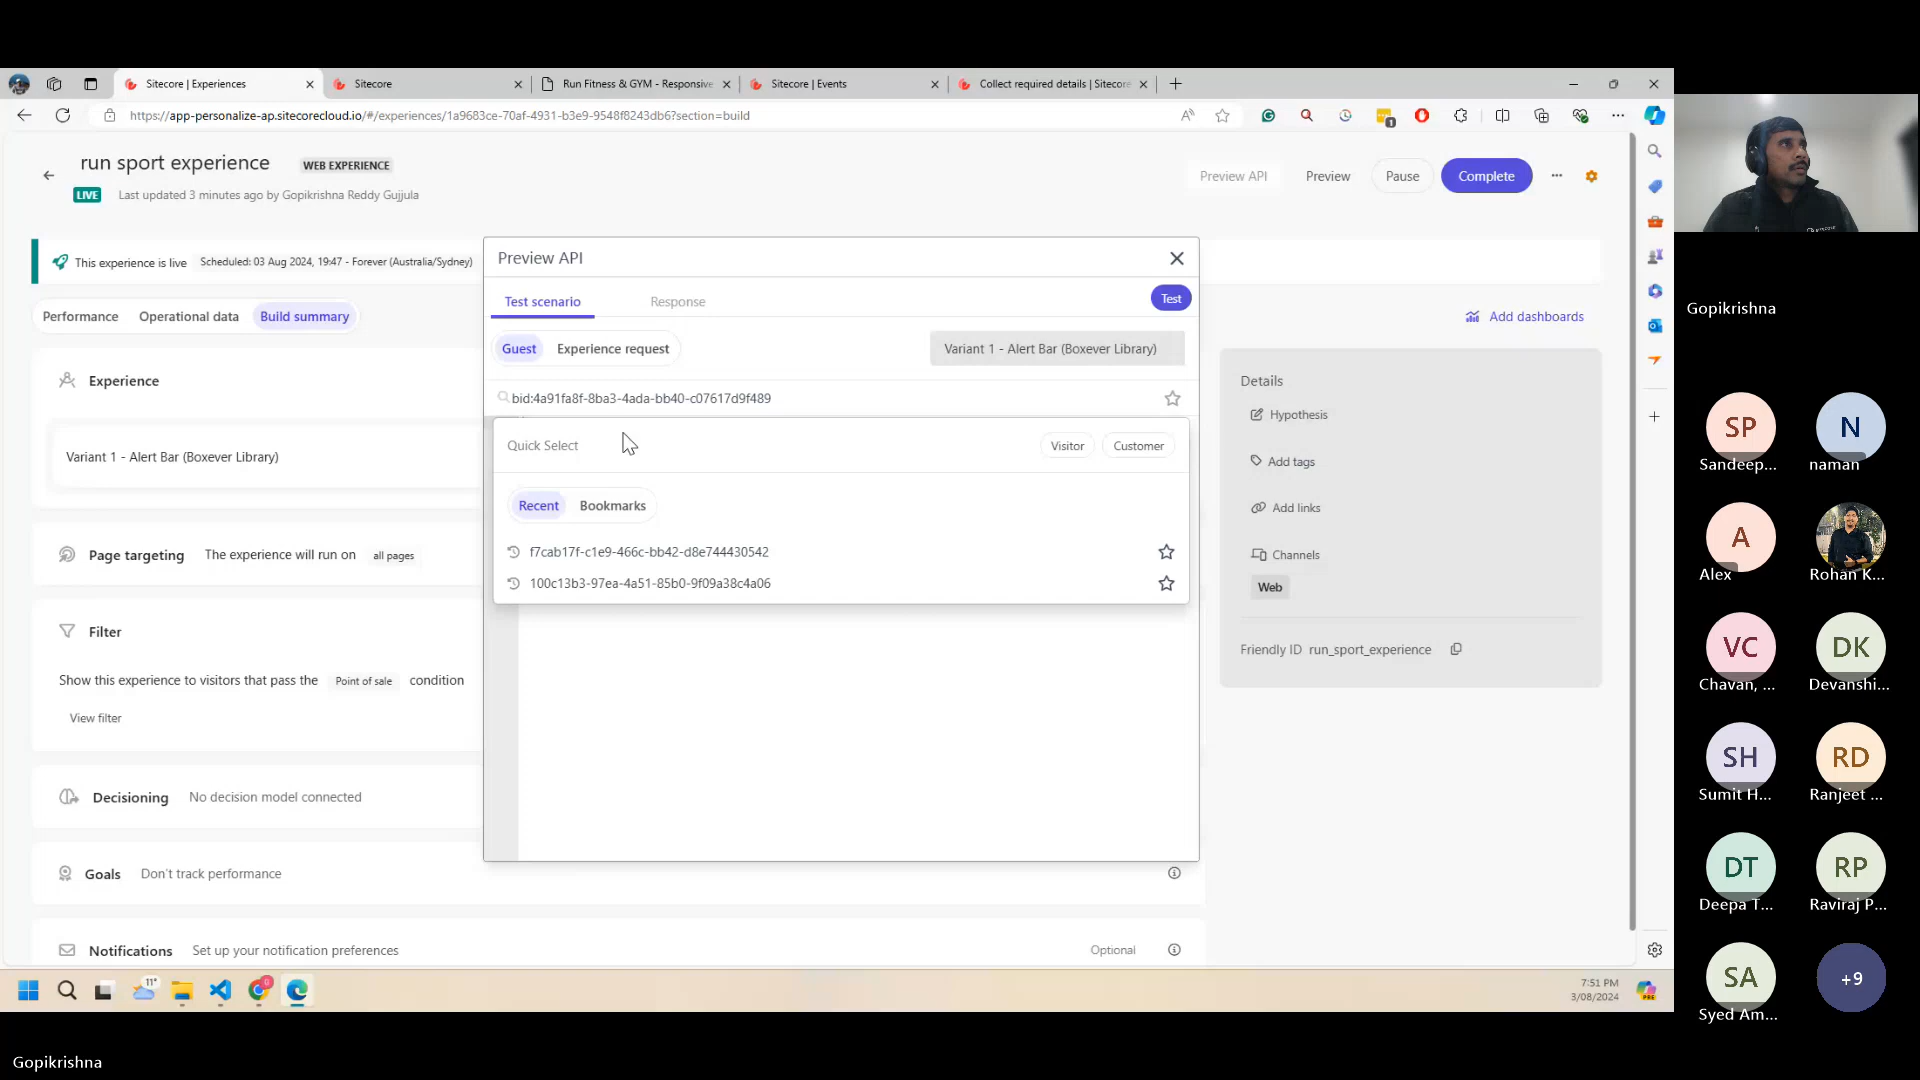 Sitecore | Experiences
Sitecore
Run Fitness & GYM - Responsive
Sitecore | Events
Collect required details | Sitecore
https://app-personalize-ap.sitecorecloud.io/#/experiences/1a9683ce-70af-4931-b3e9-9548f8243db6?section=build
run sport experience
WEB EXPERIENCE
LIVE
Last updated 3 minutes ago by Gopikrishna Reddy Gujjula
Preview API
Preview
Pause
Complete
This experience is live
Scheduled: 03 Aug 2024, 19:47 - Forever (Australia/Sydney)
Performance
Operational data
Build summary
Add dashboards
Experience
Variant 1 - Alert Bar (Boxever Library)
Page targeting
The experience will run on
all pages
Filter
Show this experience to visitors that pass the
Point of sale
condition
View filter
Decisioning
No decision model connected
Goals
Don't track performance
Notifications
Set up your notification preferences
Optional
Preview API
Test scenario
Response
Test
Guest
Experience request
Variant 1 - Alert Bar (Boxever Library)
bid:4a91fa8f-8ba3-4ada-bb40-c07617d9f489
Quick Select
Visitor
Customer
Recent
Bookmarks
f7cab17f-c1e9-466c-bb42-d8e744430542
100c13b3-97ea-4a51-85b0-9f09a38c4a06
Details
Hypothesis
Add tags
Add links
Channels
Web
Friendly ID
run_sport_experience
11°
7:51 PM
3/08/2024
Gopikrishna
SP
Sandeep...
N
naman
A
Alex
Rohan K...
VC
Chavan, ...
DK
Devanshi...
SH
Sumit H...
RD
Ranjeet ...
DT
Deepa T...
RP
Raviraj P...
SA
Syed Am...
+9
Gopikrishna